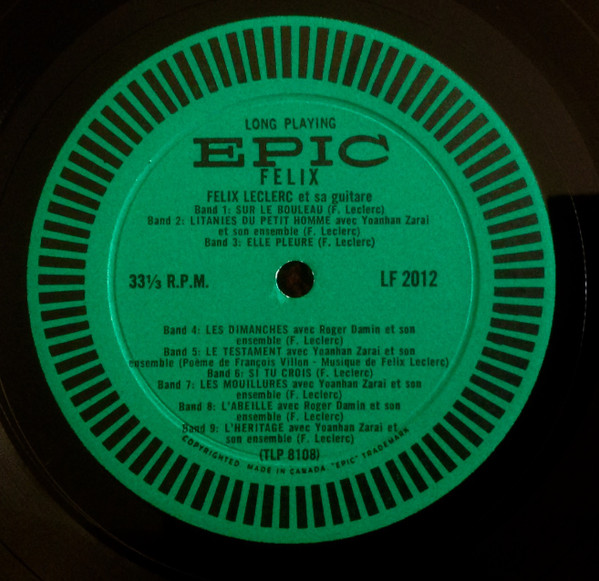 LONG PLAYING
EPIC
FELIX
FELIX LECLERC et sa guitare
Band 1: SUR LE BOULEAU (F. Leclerc)
Band 2: LITANIES DU PETIT HOMME avec Yoanhan Zarai
et son ensemble (F. Leclerc)
Band 3: ELLE PLEURE (F. Leclerc)
33⅓ R.P.M.
LF 2012
Band 4: LES DIMANCHES avec Roger Damin et son
ensemble (F. Leclerc)
Band 5: LE TESTAMENT avec Yoanhan Zarai et son
ensemble (Poème de François Villon - Musique de Felix Leclerc)
Band 6: SI TU CROIS (F. Leclerc)
Band 7: LES MOUILLURES avec Yoanhan Zarai et son
ensemble (F. Leclerc)
Band 8: L'ABEILLE avec Roger Damin et son
ensemble (F. Leclerc)
Band 9: L'HERITAGE avec Yoanhan Zarai et
son ensemble (F. Leclerc)
(TLP 8108)
COPYRIGHTED. MADE IN CANADA. "EPIC" TRADEMARK